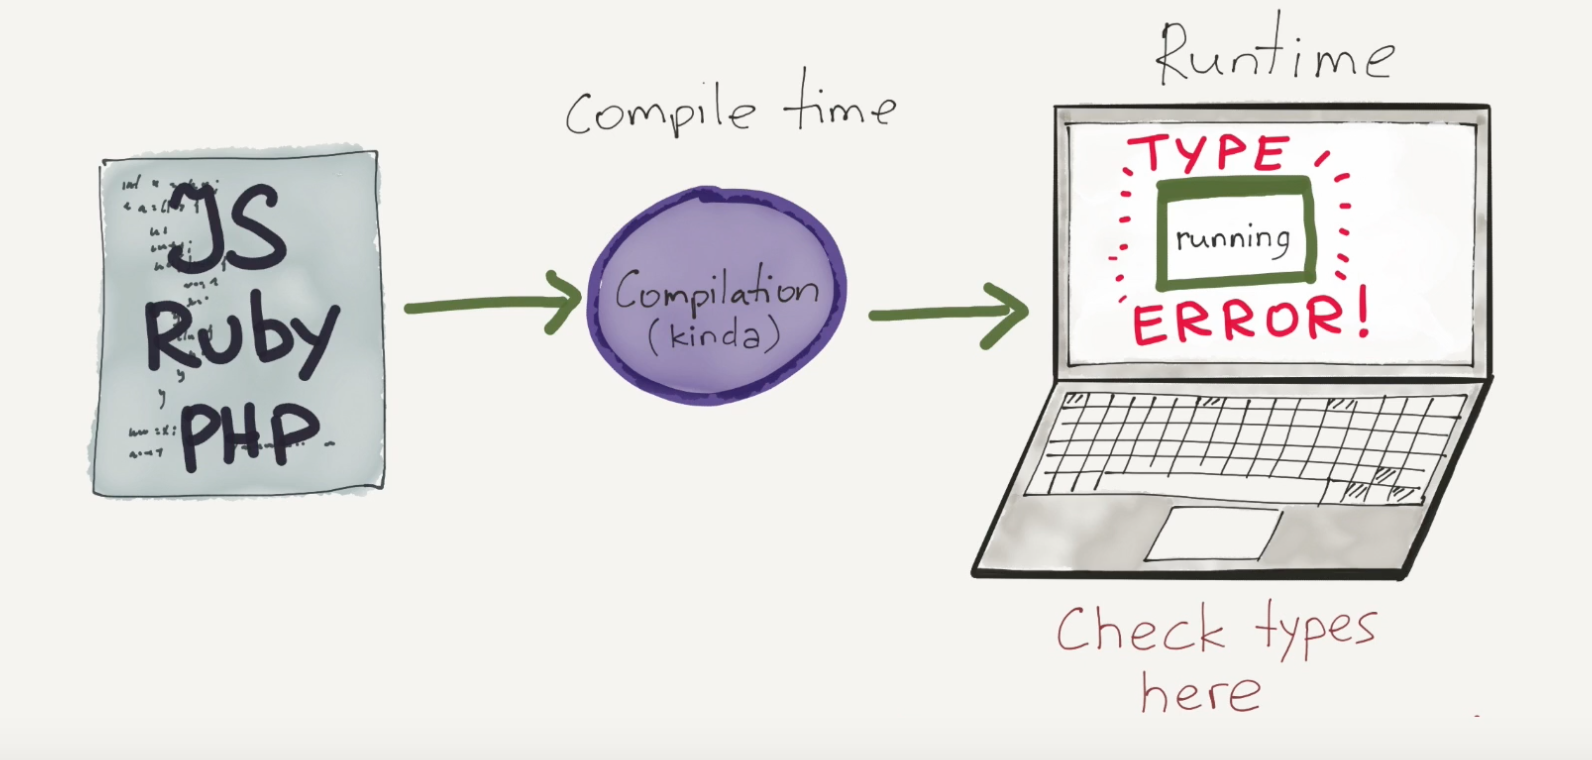 JS
Ruby
PHP
Compile time
Compilation
(kinda)
Runtime
TYPE
running
ERROR!
Check types
here